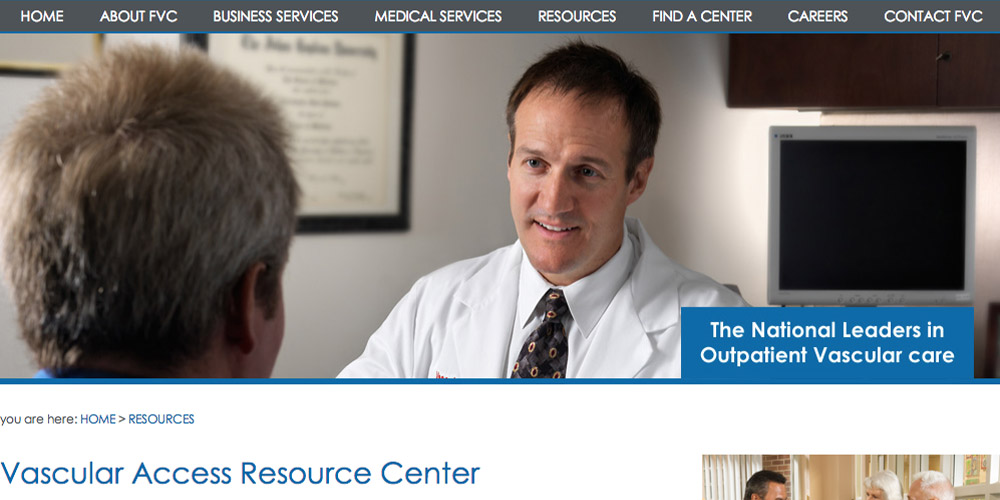 HOME ABOUT FVC BUSINESS SERVICES MEDICAL SERVICES RESOURCES FIND A CENTER CAREERS CONTACT FVC
The National Leaders in
Outpatient Vascular care
you are here: HOME > RESOURCES
Vascular Access Resource Center